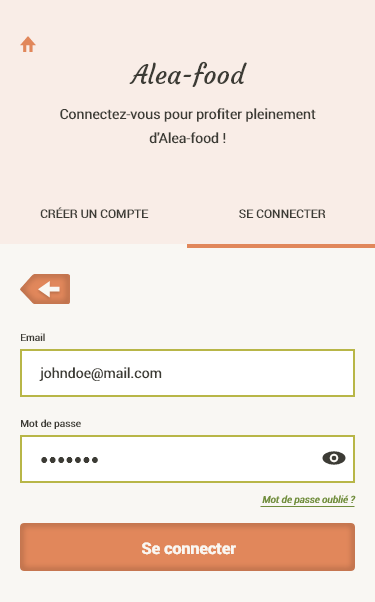 Alea-food
Connectez-vous pour profiter pleinement
d'Alea-food !
CRÉER UN COMPTE
SE CONNECTER
Email
johndoe@mail.com
Mot de passe
•••••••
Mot de passe oublié ?
Se connecter